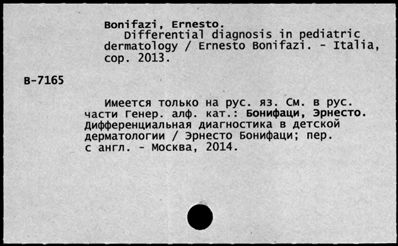 Bonifazi, Ernesto.
Differential diagnosis in pediatric
dermatology / Ernesto Bonifazi. - Italia,
cop. 2013.
B-7165
Имеется только на рус. яз. См. в рус.
части Генер. алф. кат.: Бонифаци, Эрнесто.
Дифференциальная диагностика в детской
дерматологии / Эрнесто Бонифаци; пер.
с англ. - Москва, 2014.